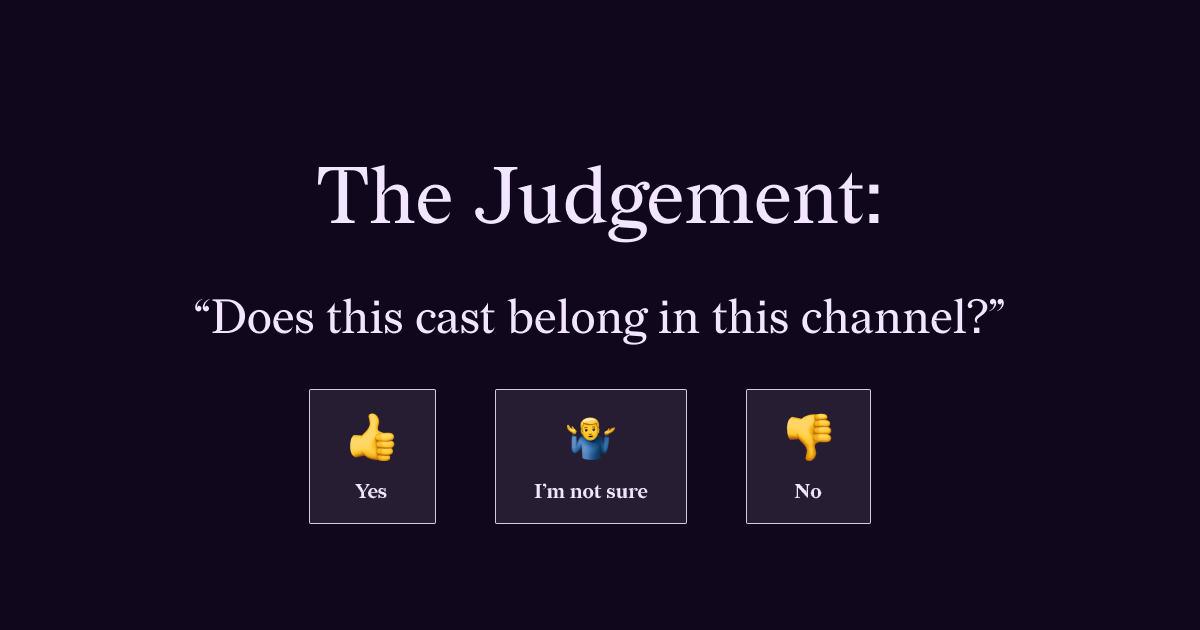 The Judgement:
“Does this cast belong in this channel?”
Yes
I’m not sure
No